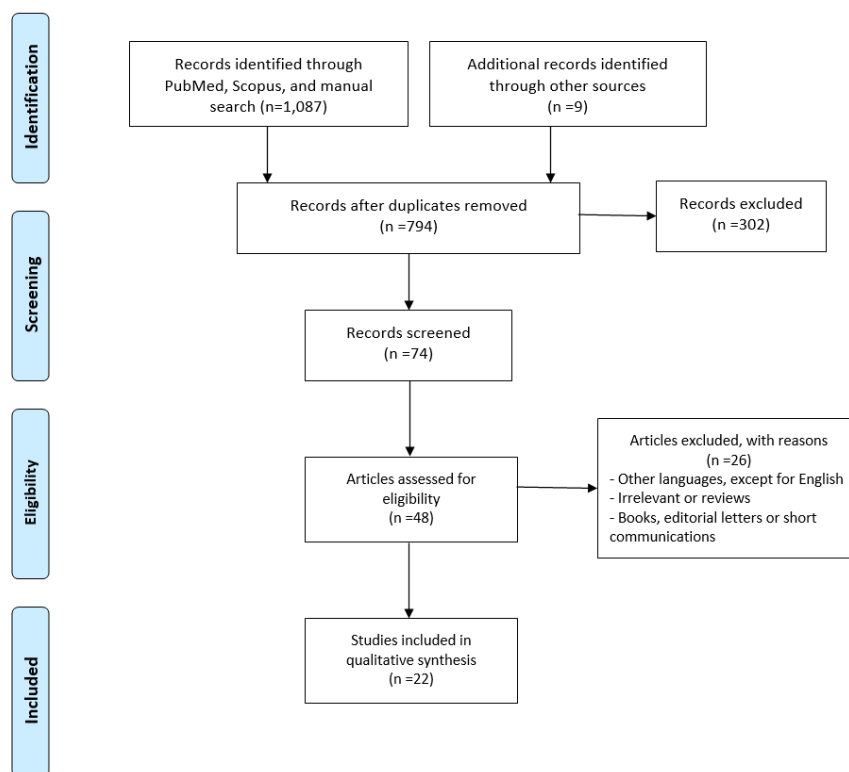 Identification
Records identified through
PubMed, Scopus, and manual
search (n=1,087)
Additional records identified
through other sources
(n =9)
Records after duplicates removed
(n =794)
Records excluded
(n =302)
Screening
Records screened
(n =74)
Eligibility
Articles assessed for
eligibility
(n =48)
Articles excluded, with reasons
(n =26)
- Other languages, except for English
- Irrelevant or reviews
- Books, editorial letters or short
communications
Included
Studies included in
qualitative synthesis
(n =22)